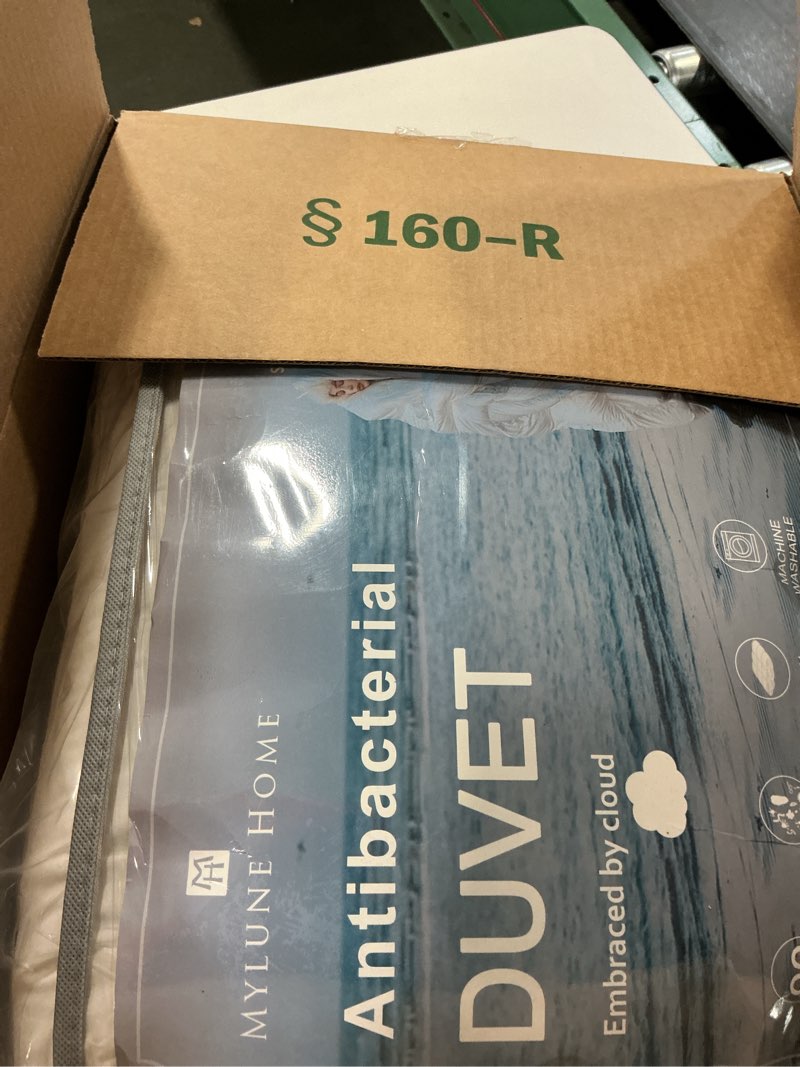 § 160-R
MYLUNE HOME
Antibacterial
DUVET
Embraced by cloud
MACHINE
WASHABLE